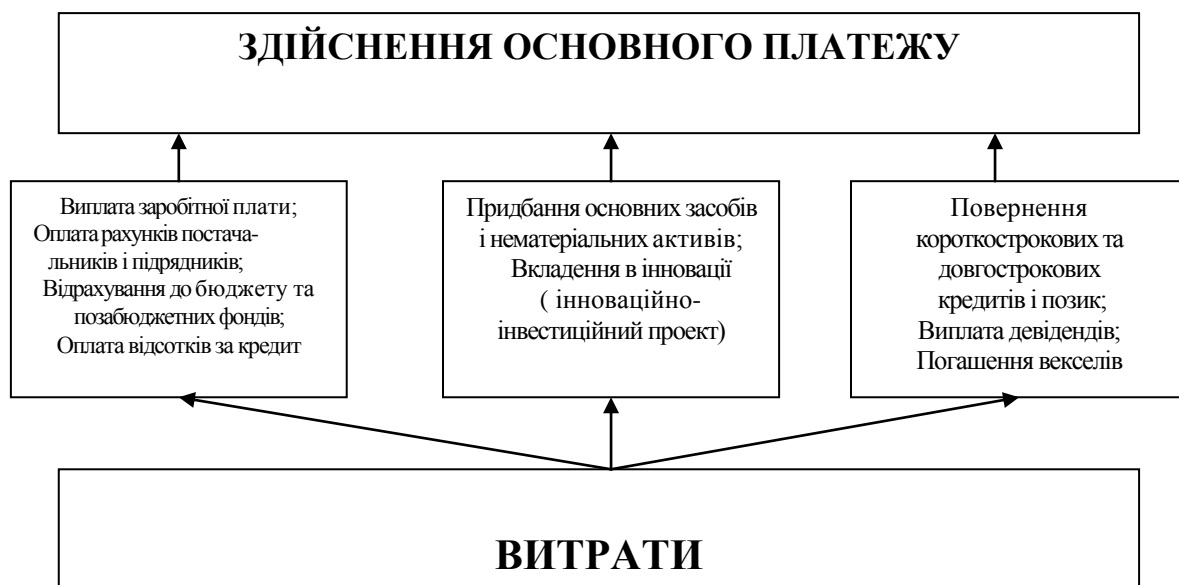 ЗДІЙСНЕННЯ ОСНОВНОГО ПЛАТЕЖУ
Виплата заробітної плати;
Оплата рахунків постача-
льників і підрядників;
Відрахування до бюджету та
позабюджетних фондів;
Оплата відсотків за кредит
Придбання основних засобів
і нематеріальних активів;
Вкладення в інновації
( інноваційно-
інвестиційний проект)
Повернення
короткострокових та
довгострокових
кредитів і позик;
Виплата девідендів;
Погашення векселів
ВИТРАТИ